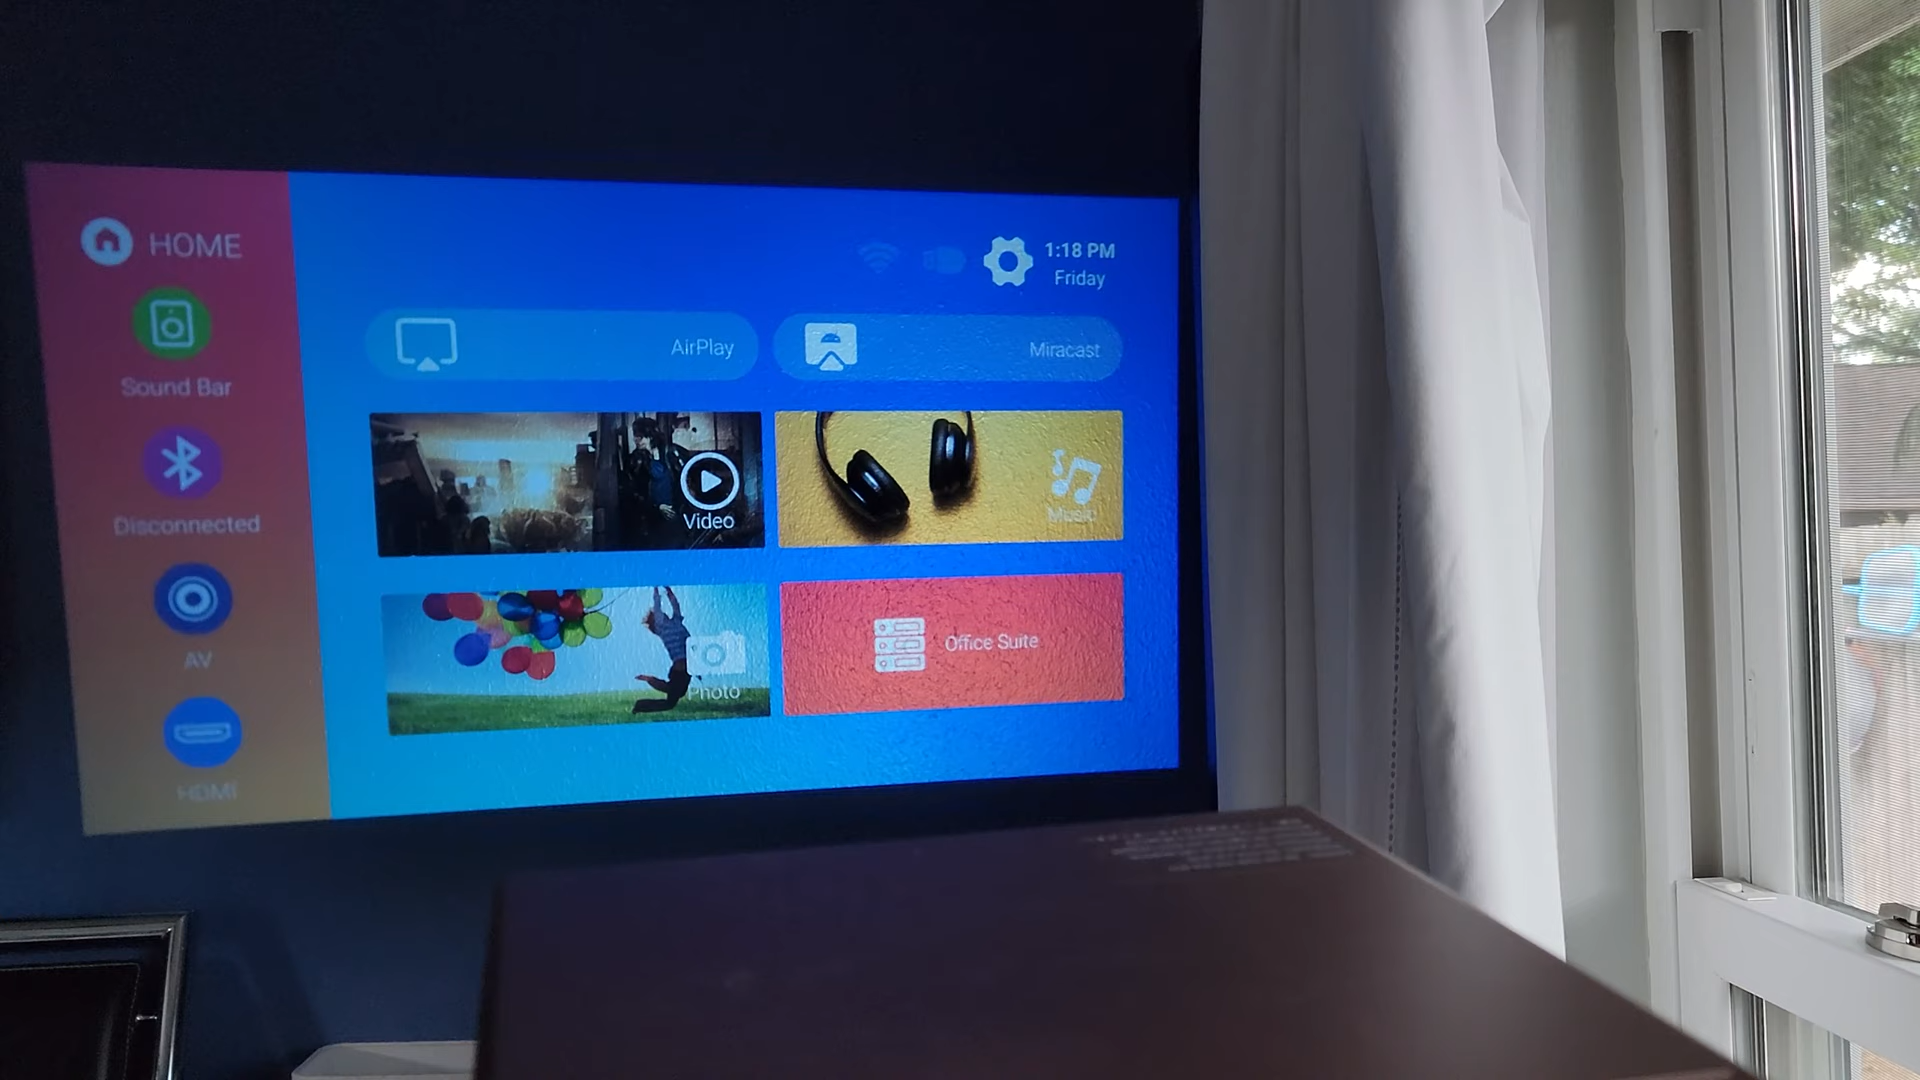 HOME
1:18 PM
Friday
Sound Bar
AirPlay
Miracast
Disconnected
Video
Music
AV
Photo
Office Suite
HDMI